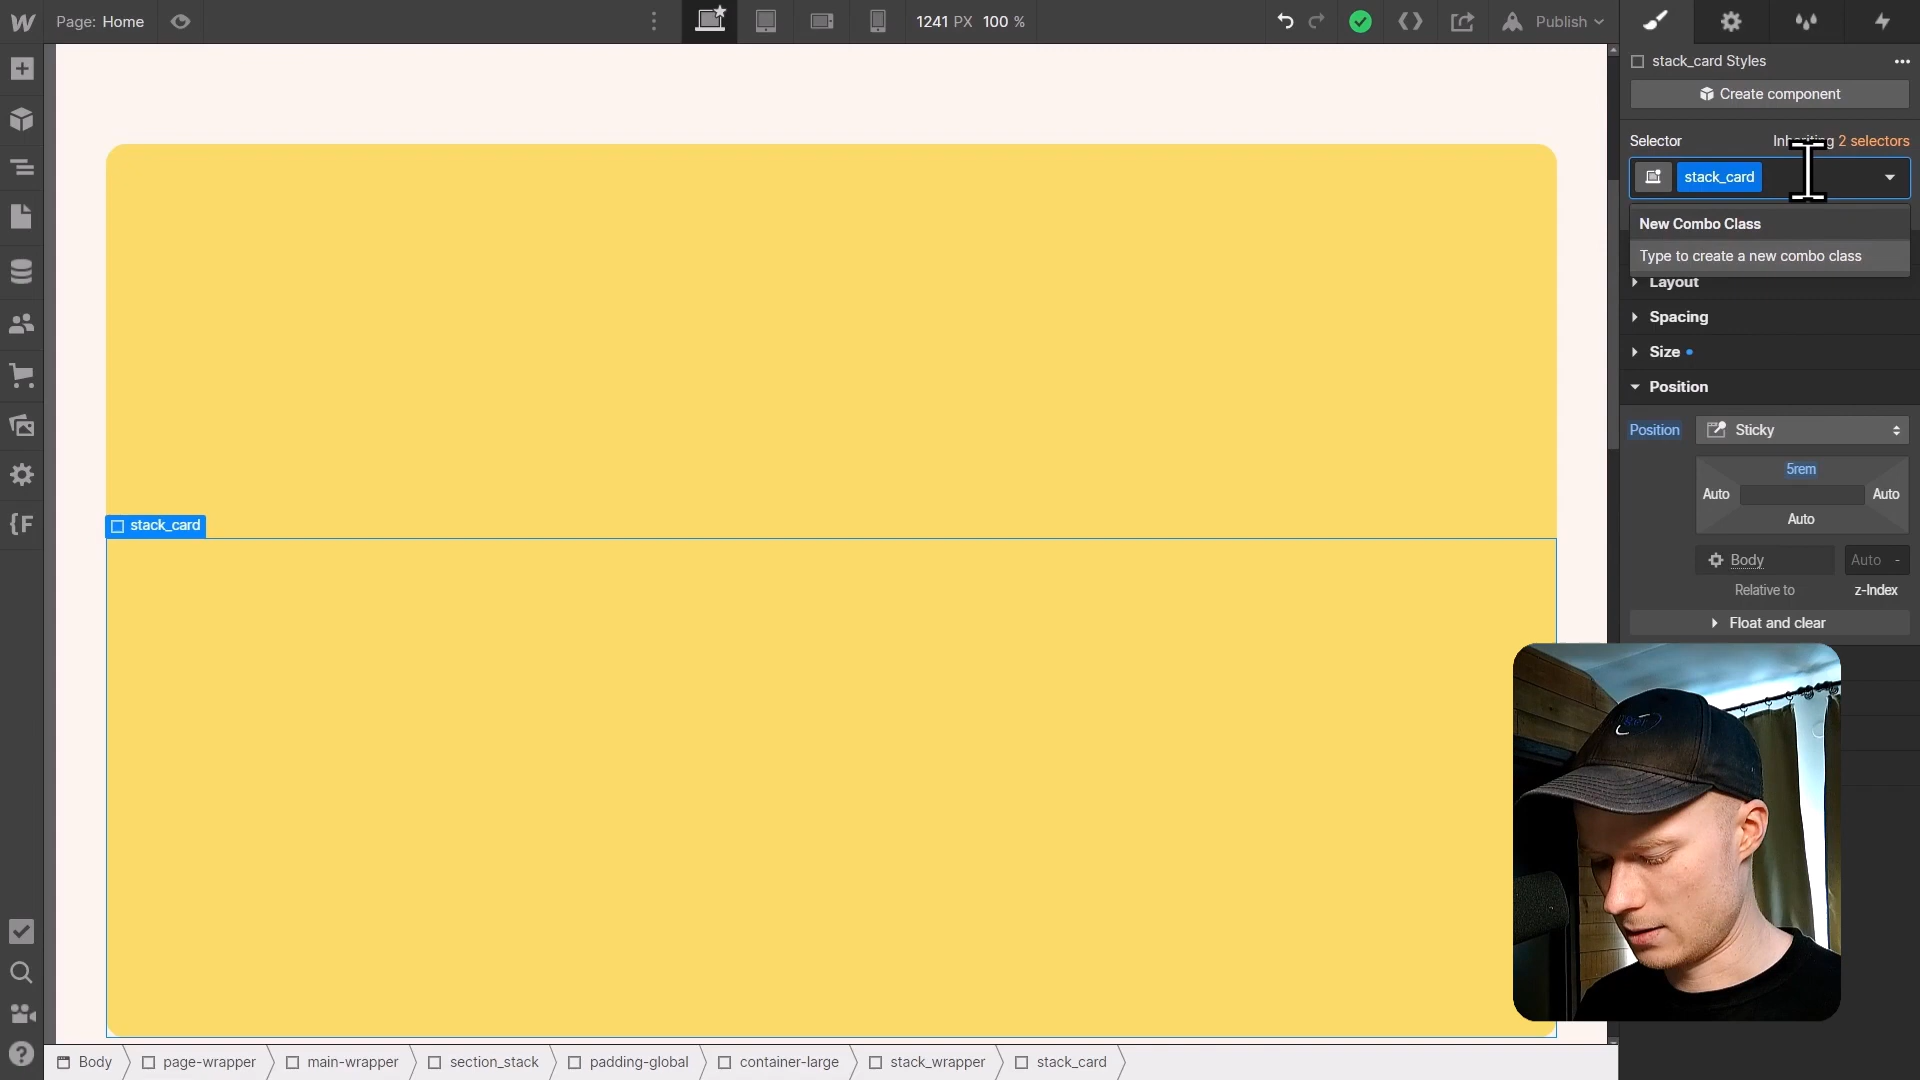 Page: Home
1241 PX 100 %
Publish
stack_card Styles
Create component
Selector
Inheriting 2 selectors
stack_card
New Combo Class
Type to create a new combo class
Layout
Spacing
Size
Position
Position
Sticky
5rem
Auto
Auto
Auto
Body
Auto -
Relative to
z-Index
Float and clear
stack_card
Body
page-wrapper
main-wrapper
section_stack
padding-global
container-large
stack_wrapper
stack_card